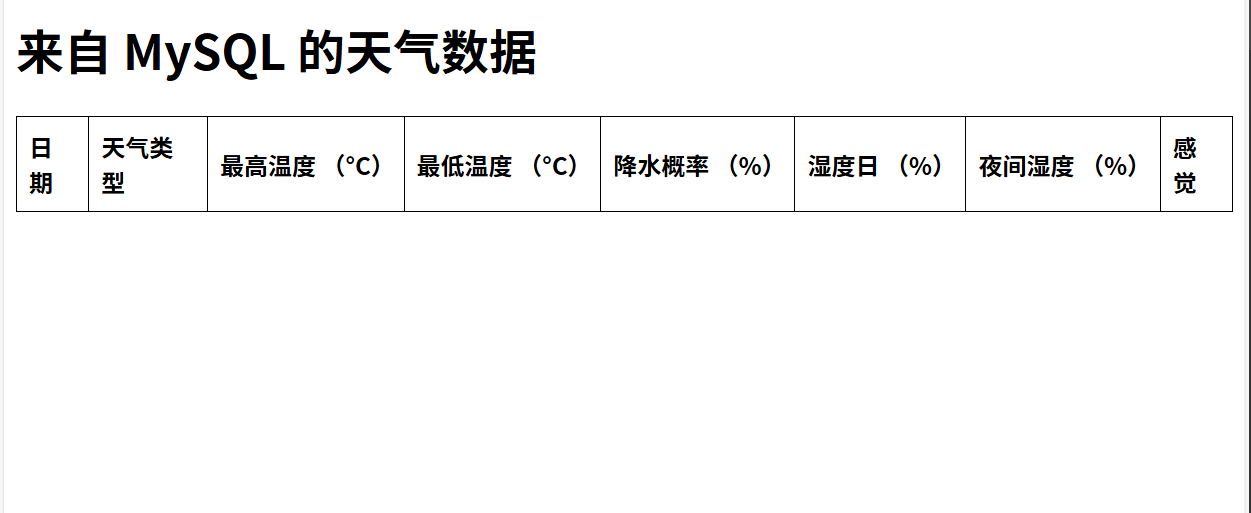 来自 MySQL 的天气数据
日期
天气类型
最高温度 （℃）
最低温度 （℃）
降水概率 （%）
湿度日 （%）
夜间湿度 （%）
感觉